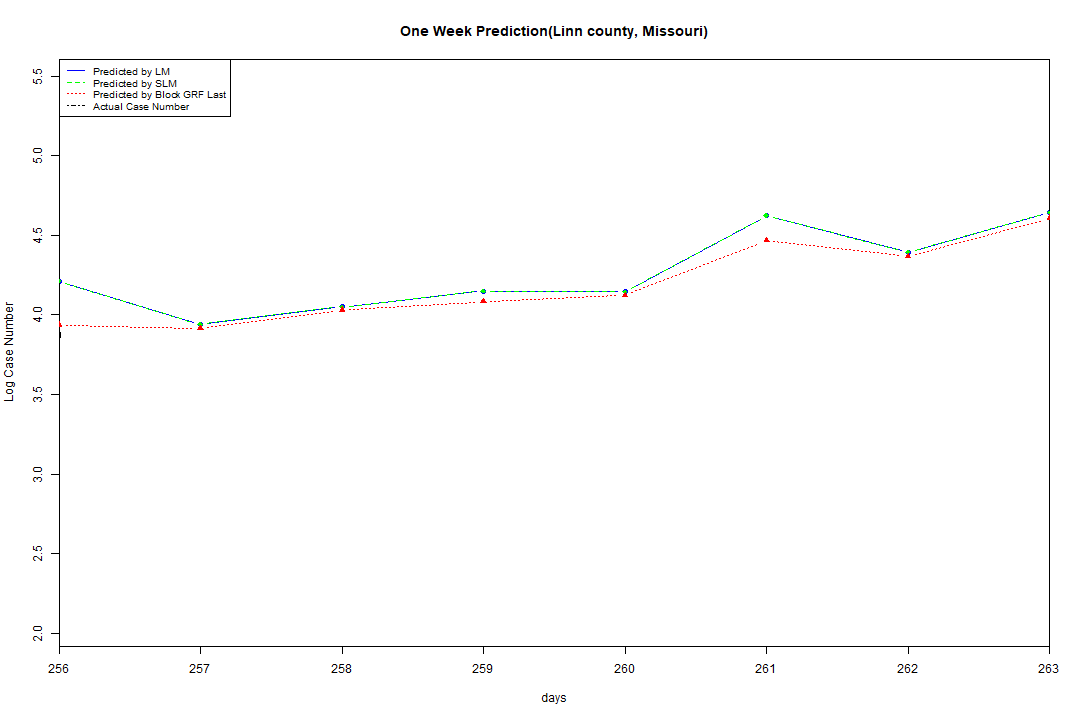 One Week Prediction(Linn county, Missouri)
Predicted by LM
Predicted by SLM
Predicted by Block GRF Last
Actual Case Number
Log Case Number
5.5
5.0
4.5
4.0
3.5
3.0
2.5
2.0
256 257 258 259 260 261 262 263
days